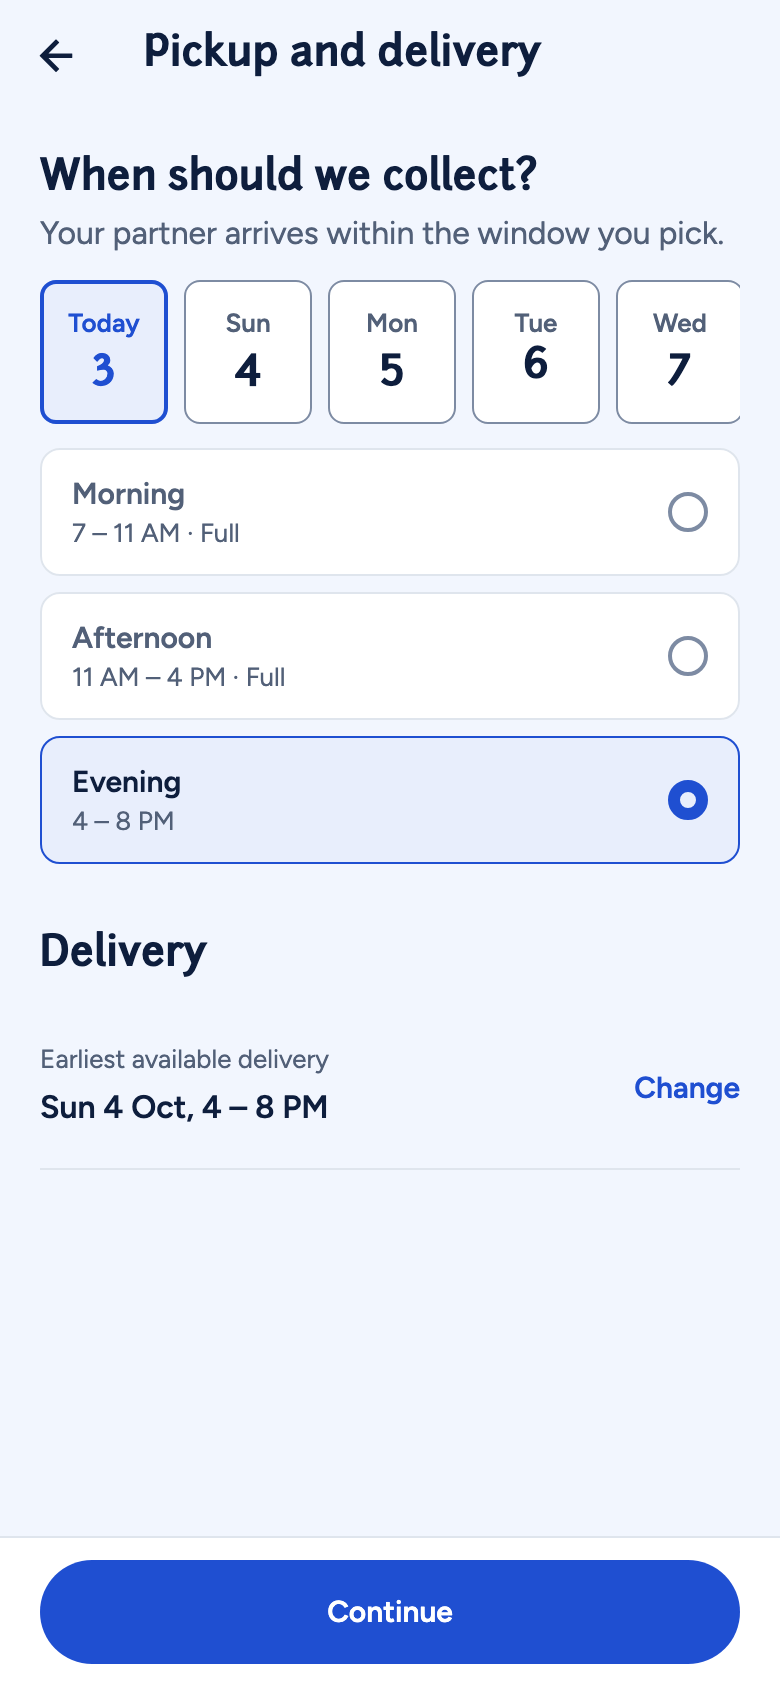 Pickup and delivery
When should we collect?
Your partner arrives within the window you pick.
Today Sun Mon Tue Wed
3 4 5 6 7
Morning
7 – 11 AM · Full
Afternoon
11 AM – 4 PM · Full
Evening
4 – 8 PM
Delivery
Earliest available delivery
Sun 4 Oct, 4 – 8 PM
Change
Continue